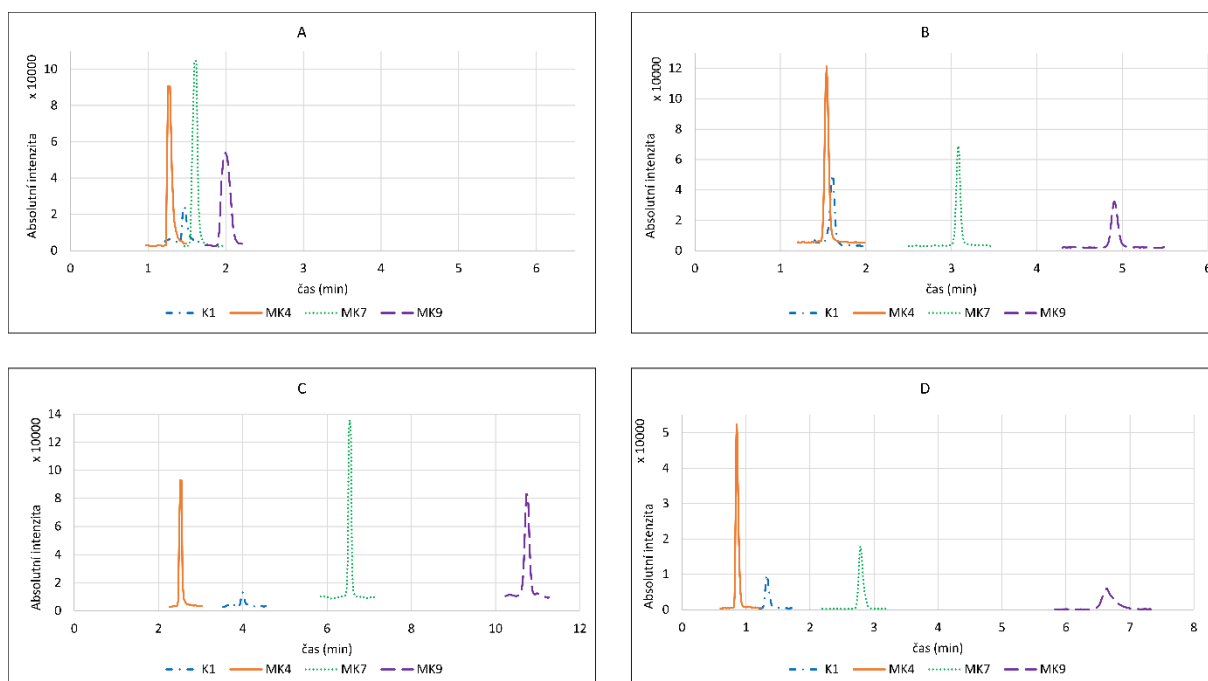 A
x 10000
Absolutní intenzita
10
8
6
4
2
0
0 1 2 3 4 5 6
čas (min)
K1 MK4 MK7 MK9
B
x 10000
Absolutní intenzita
12
10
8
6
4
2
0
0 1 2 3 4 5 6
čas (min)
K1 MK4 MK7 MK9
C
x 10000
Absolutní intenzita
14
12
10
8
6
4
2
0
0 2 4 6 8 10 12
čas (min)
K1 MK4 MK7 MK9
D
x 10000
Absolutní intenzita
5
4
3
2
1
0
0 1 2 3 4 5 6 7 8
čas (min)
K1 MK4 MK7 MK9